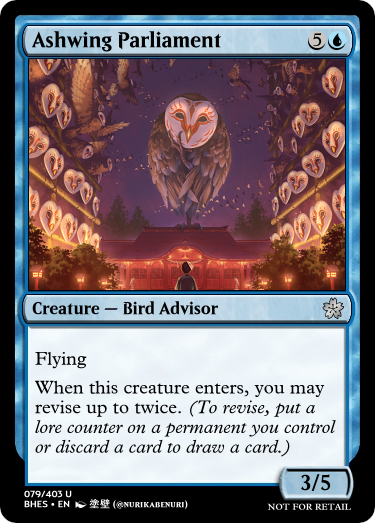 Ashwing Parliament 5
Creature — Bird Advisor
Flying
When this creature enters, you may
revise up to twice. (To revise, put a
lore counter on a permanent you control
or discard a card to draw a card.)
3/5
079/403 U
BHES • EN 塗壁 (@NURIKABENURI)
NOT FOR RETAIL